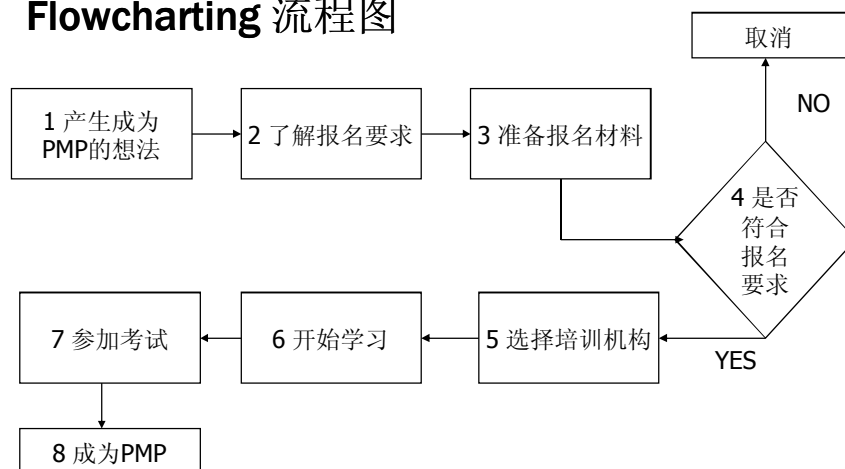 Flowcharting 流程图
取消
NO
1 产生成为
PMP的想法
2 了解报名要求
3 准备报名材料
4 是否
符合
报名
要求
YES
5 选择培训机构
6 开始学习
7 参加考试
8 成为PMP